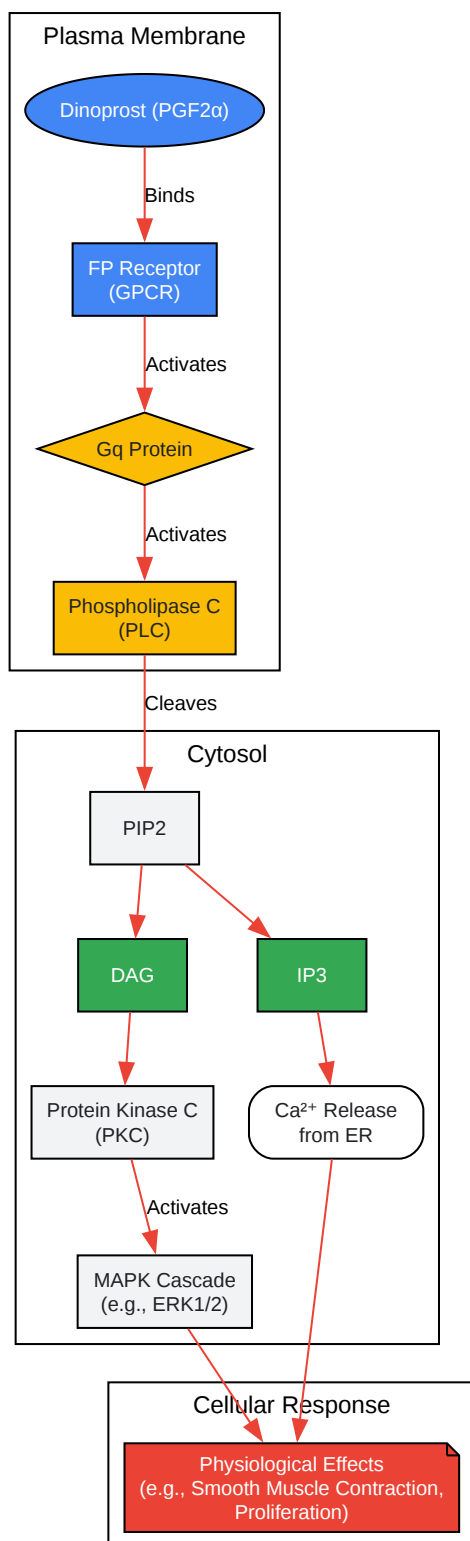 Plasma Membrane
Dinoprost (PGF2α)
Binds
FP Receptor
(GPCR)
Activates
Gq Protein
Activates
Phospholipase C
(PLC)
Cleaves
Cytosol
PIP2
DAG
IP3
Protein Kinase C
(PKC)
Ca²⁺ Release
from ER
Activates
MAPK Cascade
(e.g., ERK1/2)
Cellular Response
Physiological Effects
(e.g., Smooth Muscle Contraction,
Proliferation)